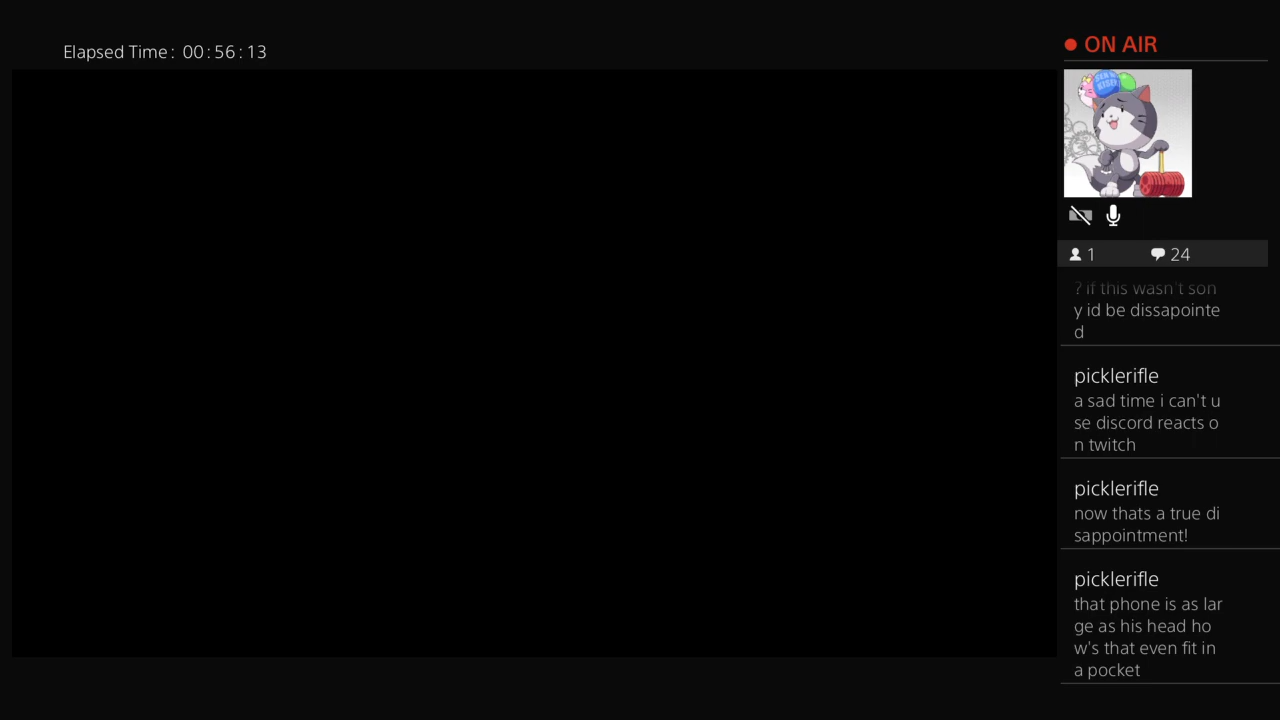 Elapsed Time: 00:56:13
ON AIR
1
24
? if this wasn't son
y id be dissapointe
d
picklerifle
a sad time i can't u
se discord reacts o
n twitch
picklerifle
now thats a true di
sappointment!
picklerifle
that phone is as lar
ge as his head ho
w's that even fit in
a pocket